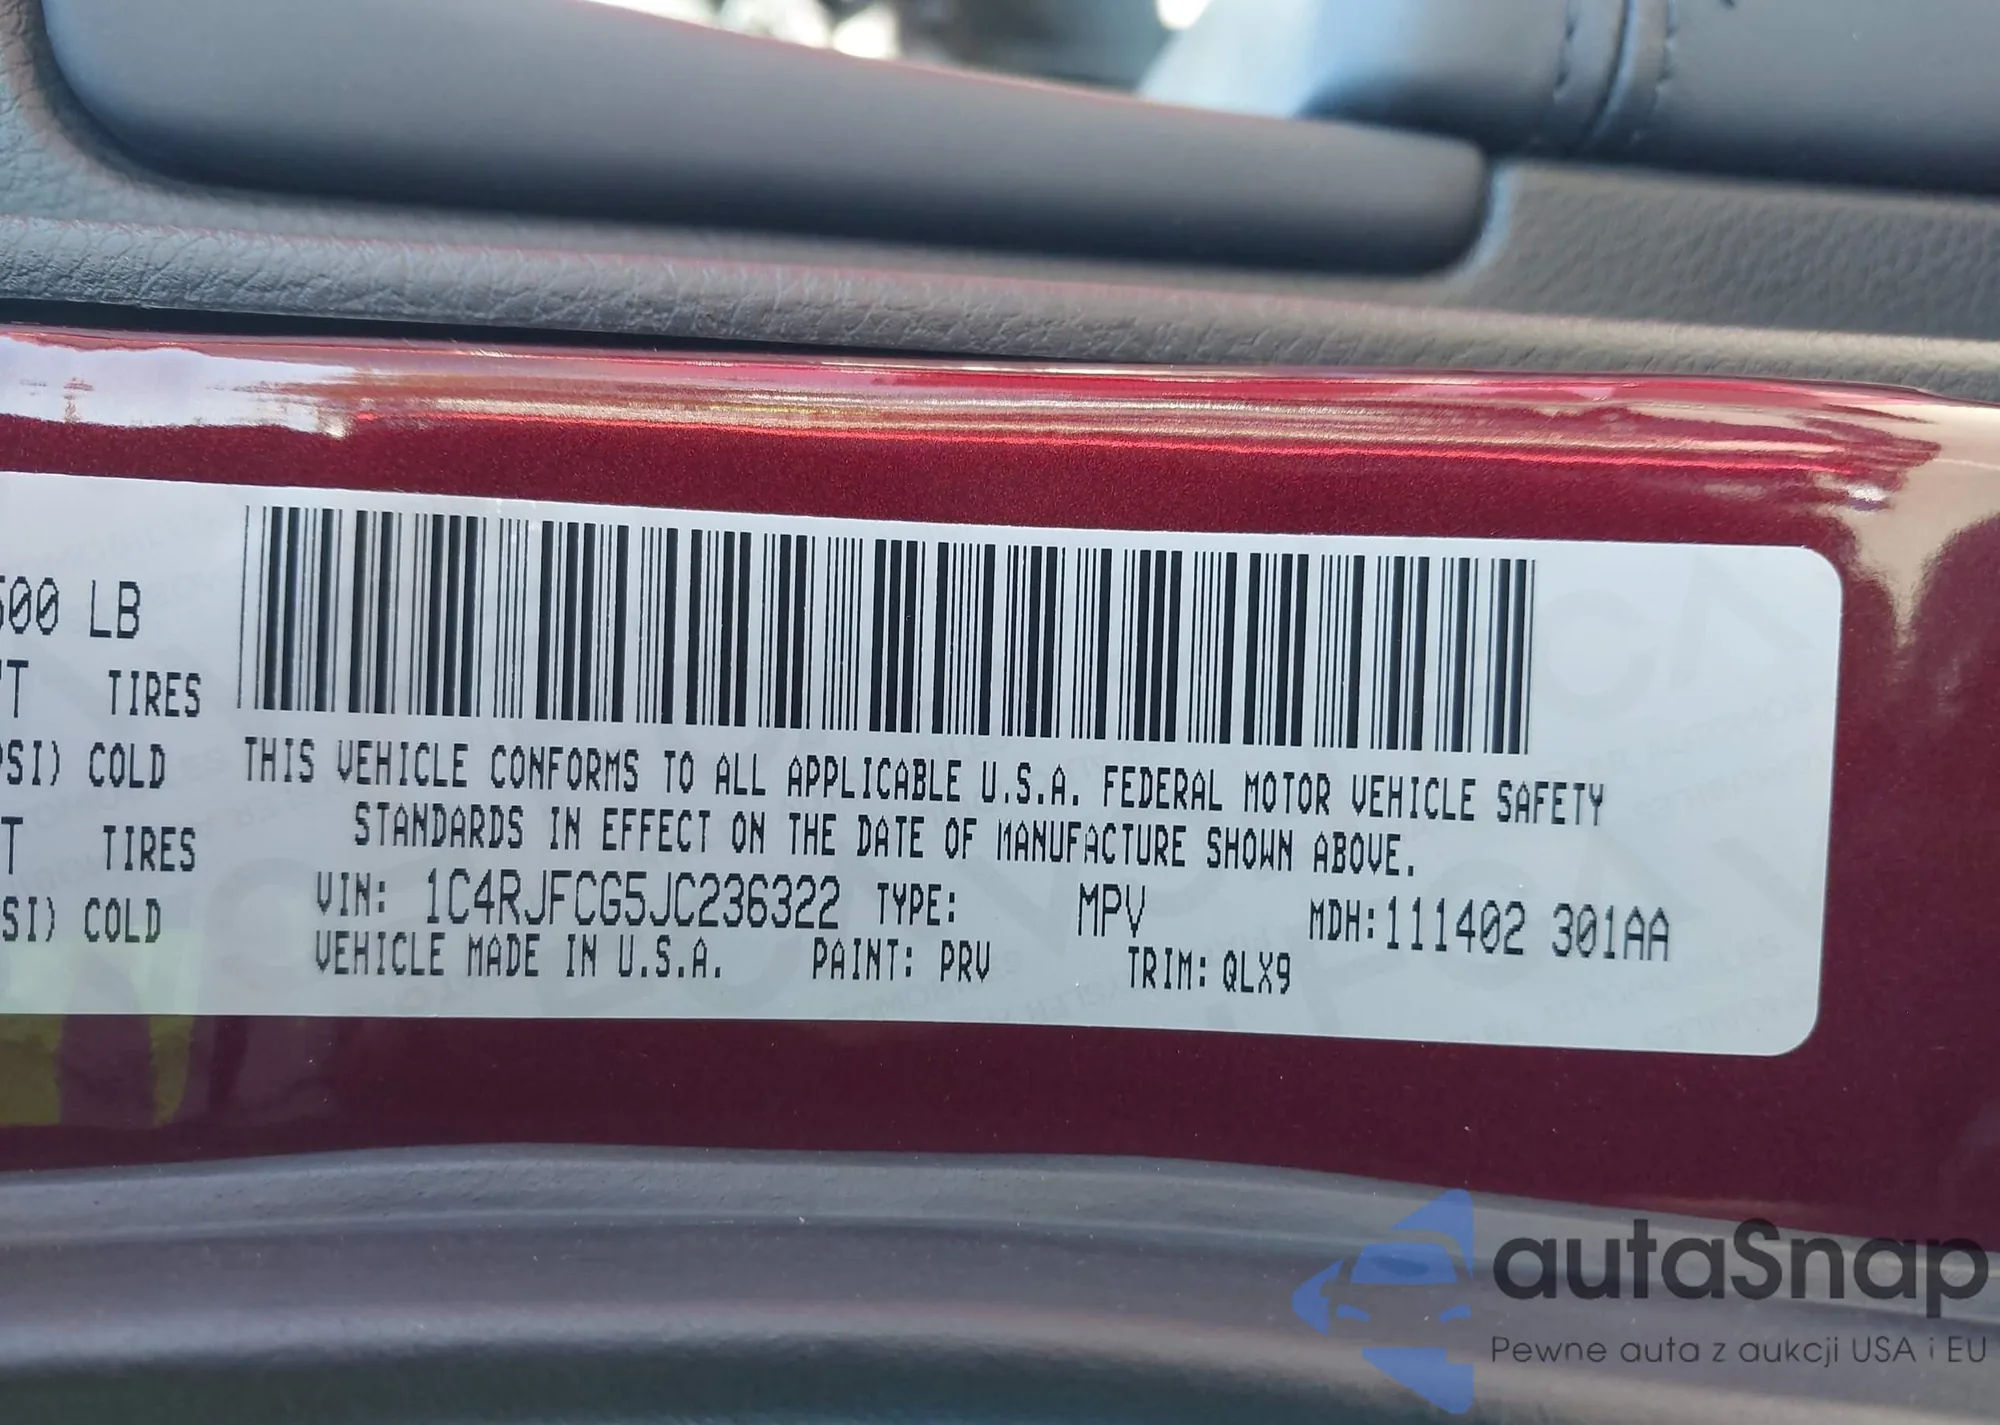 500 LB
TIRES
SI) COLD
TIRES
SI) COLD
THIS VEHICLE CONFORMS TO ALL APPLICABLE U.S.A. FEDERAL MOTOR VEHICLE SAFETY
STANDARDS IN EFFECT ON THE DATE OF MANUFACTURE SHOWN ABOVE.
VIN: 1C4RJFCG5JC236322 TYPE: MPV MDH:111402 301AA
VEHICLE MADE IN U.S.A. PAINT: PRV TRIM: QLX9
autaSnap
Pewne auta z aukcji USA i EU